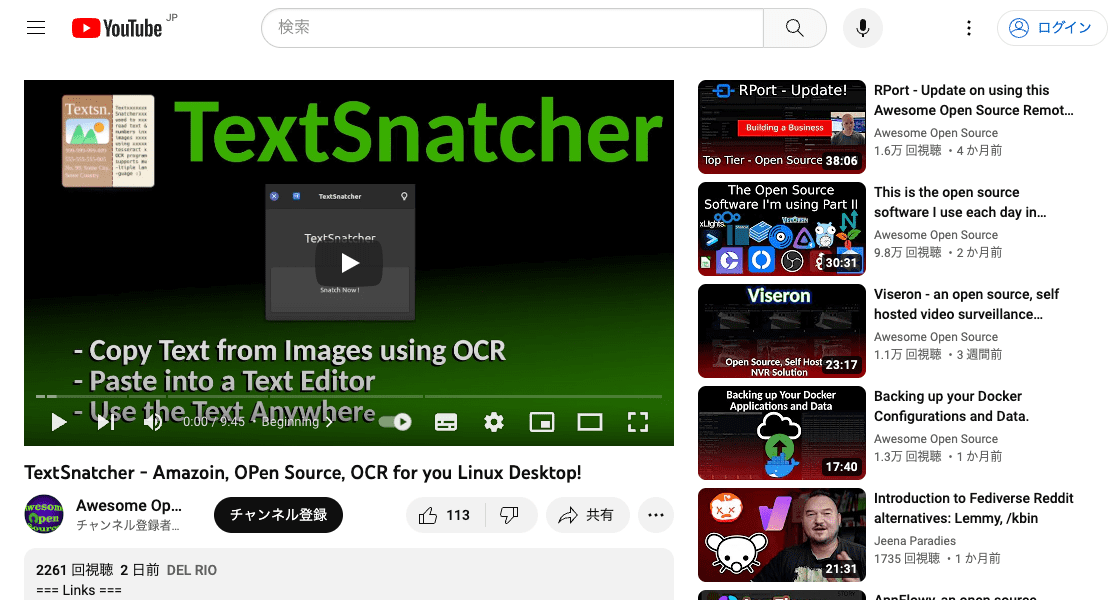 YouTube JP
検索
ログイン
Textsn.
TextSnatcher
TextSnatcher
TextSnatcher
Snatch Now !
- Copy Text from Images using OCR
- Paste into a Text Editor
- Use the Text Anywhere
0:00 / 9:45 • Beginning
TextSnatcher - Amazoin, OPen Source, OCR for you Linux Desktop!
Awesome Open Source
Awesome Op...
チャンネル登録者...
チャンネル登録
113
共有
2261 回視聴 2 日前 DEL RIO
=== Links ===
RPort - Update!
Building a Business
Top Tier - Open Source
38:06
RPort - Update on using this
Awesome Open Source Remot...
Awesome Open Source
1.6万 回視聴 ・4 か月前
The Open Source
Software I'm using Part II
xLights
30:31
This is the open source
software I use each day in...
Awesome Open Source
9.8万 回視聴 ・2 か月前
Viseron
Open Source, Self Host
NVR Solution
23:17
Viseron - an open source, self
hosted video surveillance...
Awesome Open Source
1.1万 回視聴 ・3 週間前
Backing up Your Docker
Applications and Data
17:40
Backing up your Docker
Configurations and Data.
Awesome Open Source
1.3万 回視聴 ・1 か月前
21:31
Introduction to Fediverse Reddit
alternatives: Lemmy, /kbin
Jeena Paradies
1735 回視聴 ・1 か月前
AppFlowy, an open source